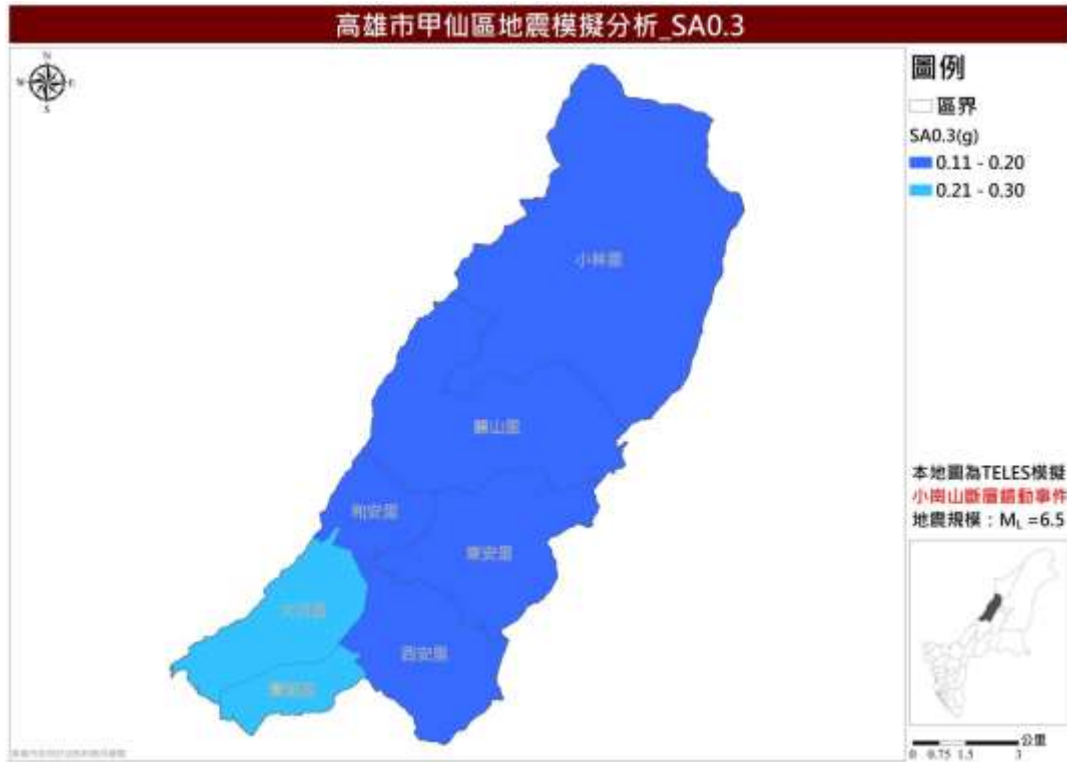 高雄市甲仙區地震模擬分析_SA0.3
N
E
S
圖例
區界
SA0.3(g)
0.11 - 0.20
0.21 - 0.30
小林里
關山里
和安里
東安里
西安里
本地圖為TELES模擬
小崗山斷層錯動事件
地震規模：ML =6.5
公里
0 0.75 1.5 3